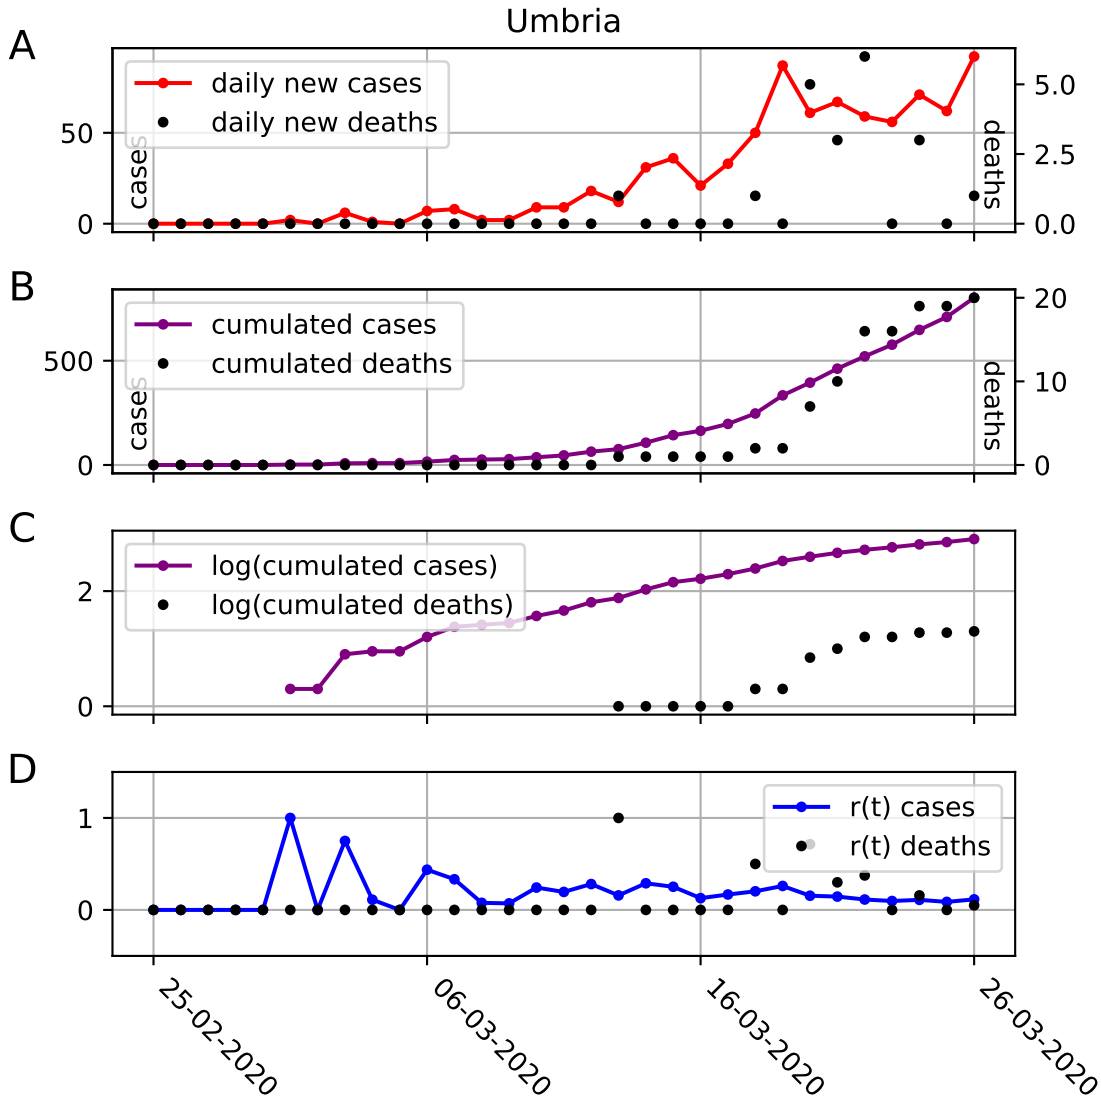 Umbria
A
daily new cases
daily new deaths
50
0
cases
5.0
2.5
0.0
deaths
B
cumulated cases
cumulated deaths
500
0
cases
20
10
0
deaths
C
log(cumulated cases)
log(cumulated deaths)
2
0
D
r(t) cases
r(t) deaths
1
0
25-02-2020
06-03-2020
16-03-2020
26-03-2020